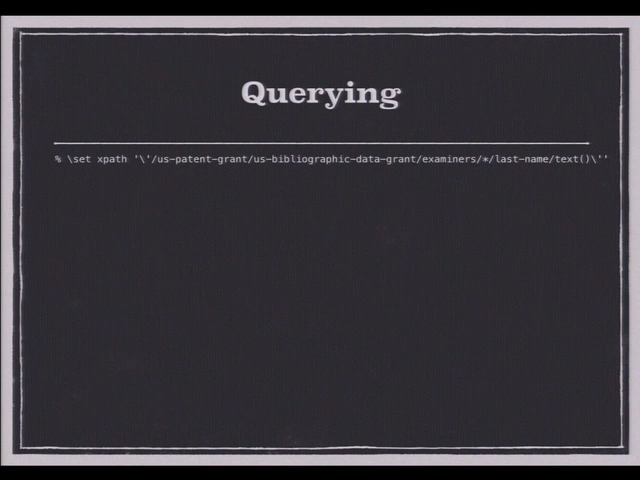 Querying
% \set xpath '\'/us-patent-grant/us-bibliographic-data-grant/examiners/*/last-name/text()\''